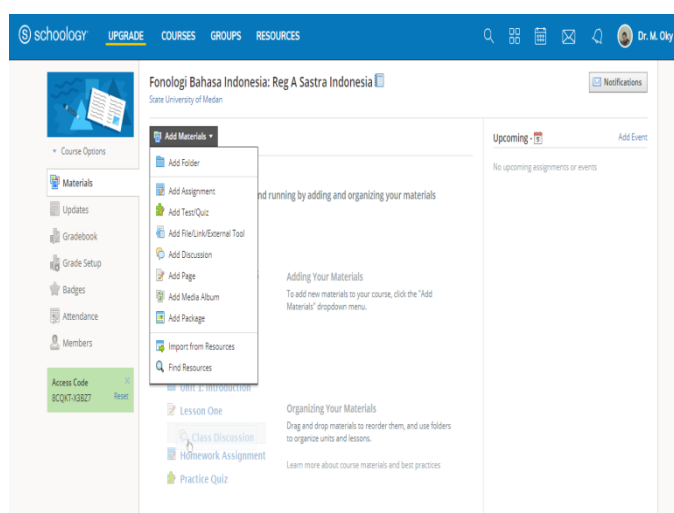 schoology UPGRADE COURSES GROUPS RESOURCES Dr. M. Oky
Fonologi Bahasa Indonesia: Reg A Sastra Indonesia
State University of Medan
Notifications
Course Options
Materials
Updates
Gradebook
Grade Setup
Badges
Attendance
Members
Access Code
Reset
Add Materials
Add Folder
Add Assignment
Add Test/Quiz
Add File/Link/External Tool
Add Discussion
Add Page
Add Media Album
Add Package
Import from Resources
Find Resources
nd running by adding and organizing your materials
Adding Your Materials
To add new materials to your course, click the "Add
Materials" dropdown menu.
Unit 1: Introduction
Lesson One
Class Discussion
Homework Assignment
Practice Quiz
Organizing Your Materials
Drag and drop materials to reorder them, and use folders
to organize units and lessons.
Learn more about course materials and best practices
Upcoming
Add Event
No upcoming assignments or events